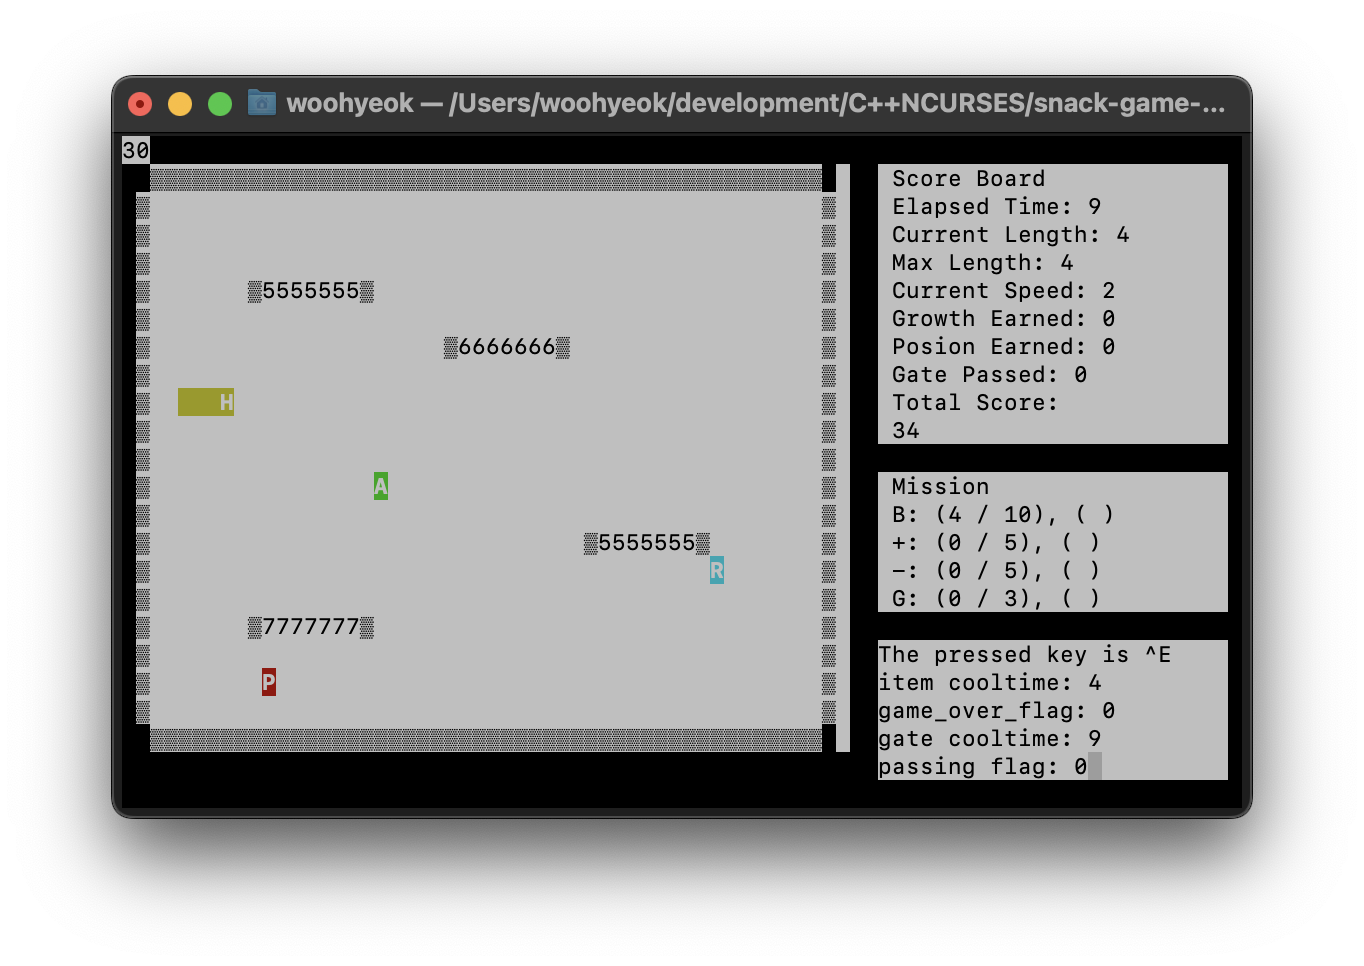 woohyeok — /Users/woohyeok/development/C++NCURSES/snack-game-...
30
5555555
6666666
H
A
5555555
R
7777777
P
Score Board
Elapsed Time: 9
Current Length: 4
Max Length: 4
Current Speed: 2
Growth Earned: 0
Posion Earned: 0
Gate Passed: 0
Total Score:
34
Mission
B: (4 / 10), ( )
+: (0 / 5), ( )
-: (0 / 5), ( )
G: (0 / 3), ( )
The pressed key is ^E
item cooltime: 4
game_over_flag: 0
gate cooltime: 9
passing flag: 0